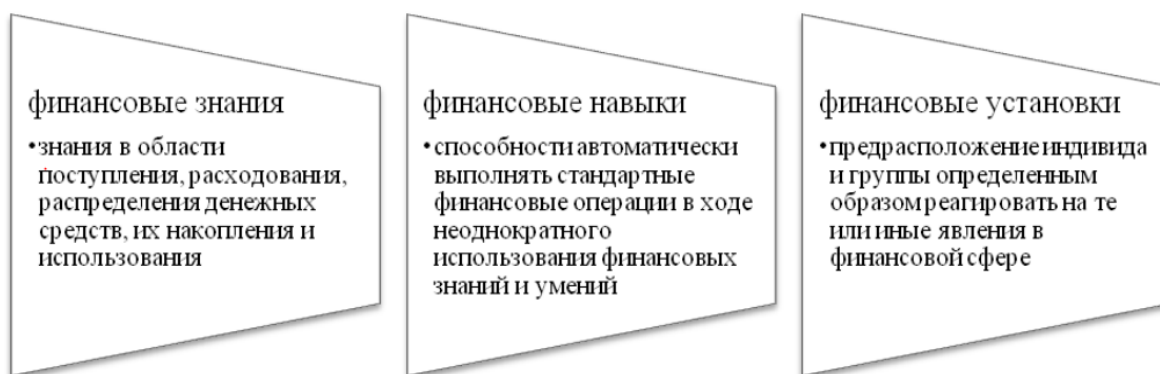 финансовые знания
•знания в области
поступления, расходования,
распределения денежных
средств, их накопления и
использования
финансовые навыки
•способности автоматически
выполнять стандартные
финансовые операции в ходе
неоднократного
использования финансовых
знаний и умений
финансовые установки
•предрасположение индивида
и группы определенным
образом реагировать на те
или иные явления в
финансовой сфере